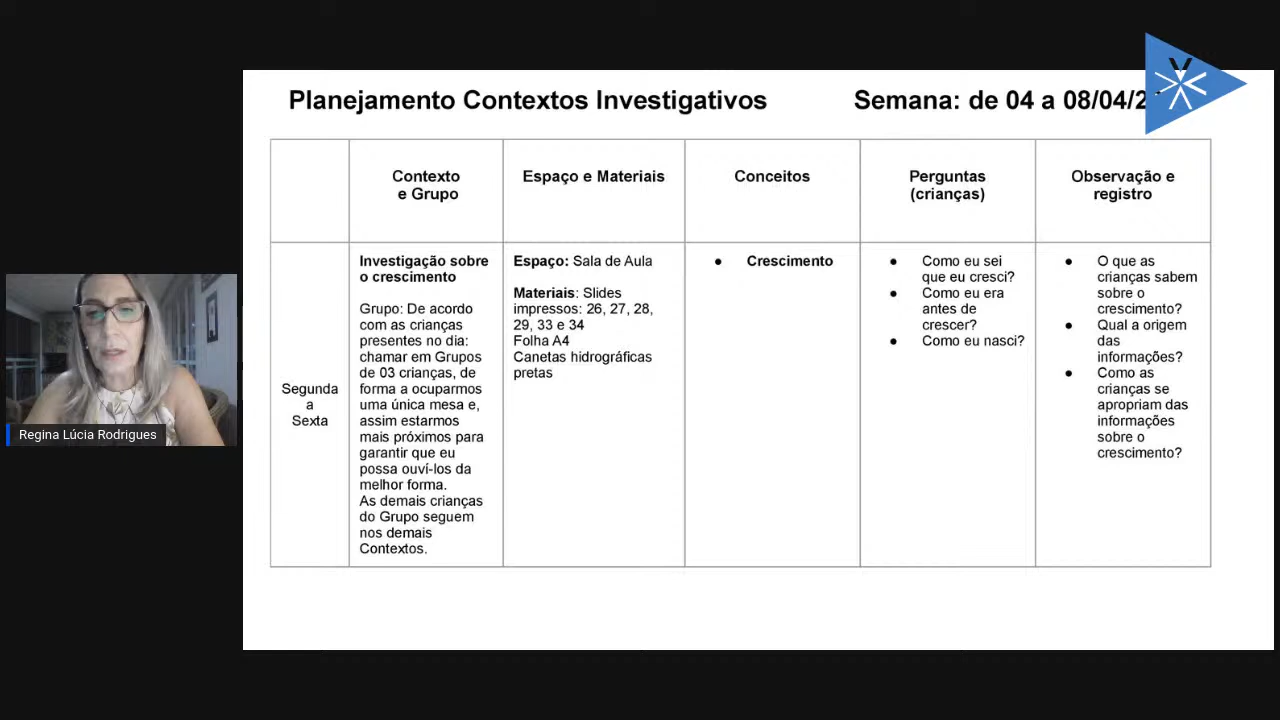 Planejamento Contextos Investigativos
Semana: de 04 a 08/04/2
Contexto
e Grupo
Espaço e Materiais
Conceitos
Perguntas
(crianças)
Observação e
registro
Segunda
a
Sexta
Investigação sobre
o crescimento
Grupo: De acordo
com as crianças
presentes no dia:
chamar em Grupos
de 03 crianças, de
forma a ocuparmos
uma única mesa e,
assim estarmos
mais próximos para
garantir que eu
possa ouví-los da
melhor forma.
As demais crianças
do Grupo seguem
nos demais
Contextos.
Espaço: Sala de Aula
Materiais: Slides
impressos: 26, 27, 28,
29, 33 e 34
Folha A4
Canetas hidrográficas
pretas
● Crescimento
● Como eu sei
que eu cresci?
● Como eu era
antes de
crescer?
● Como eu nasci?
● O que as
crianças sabem
sobre o
crescimento?
● Qual a origem
das
informações?
● Como as
crianças se
apropriam das
informações
sobre o
crescimento?
Regina Lúcia Rodrigues